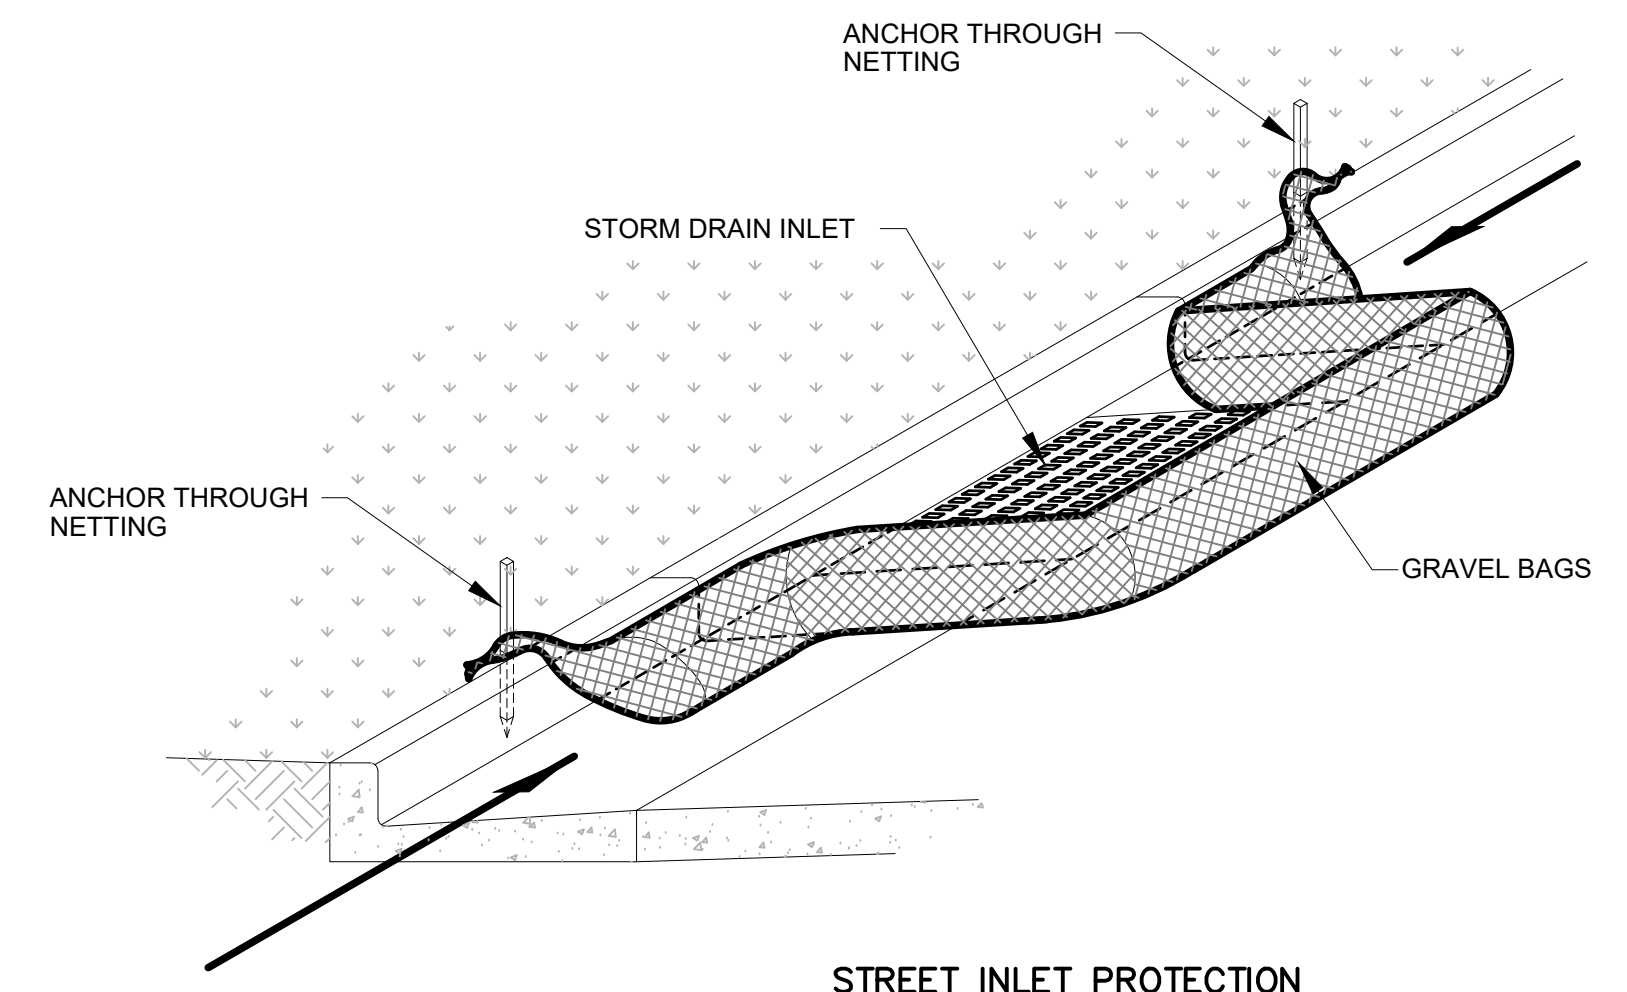 ANCHOR THROUGH
NETTING
STORM DRAIN INLET
ANCHOR THROUGH
NETTING
GRAVEL BAGS
STREET INLET PROTECTION